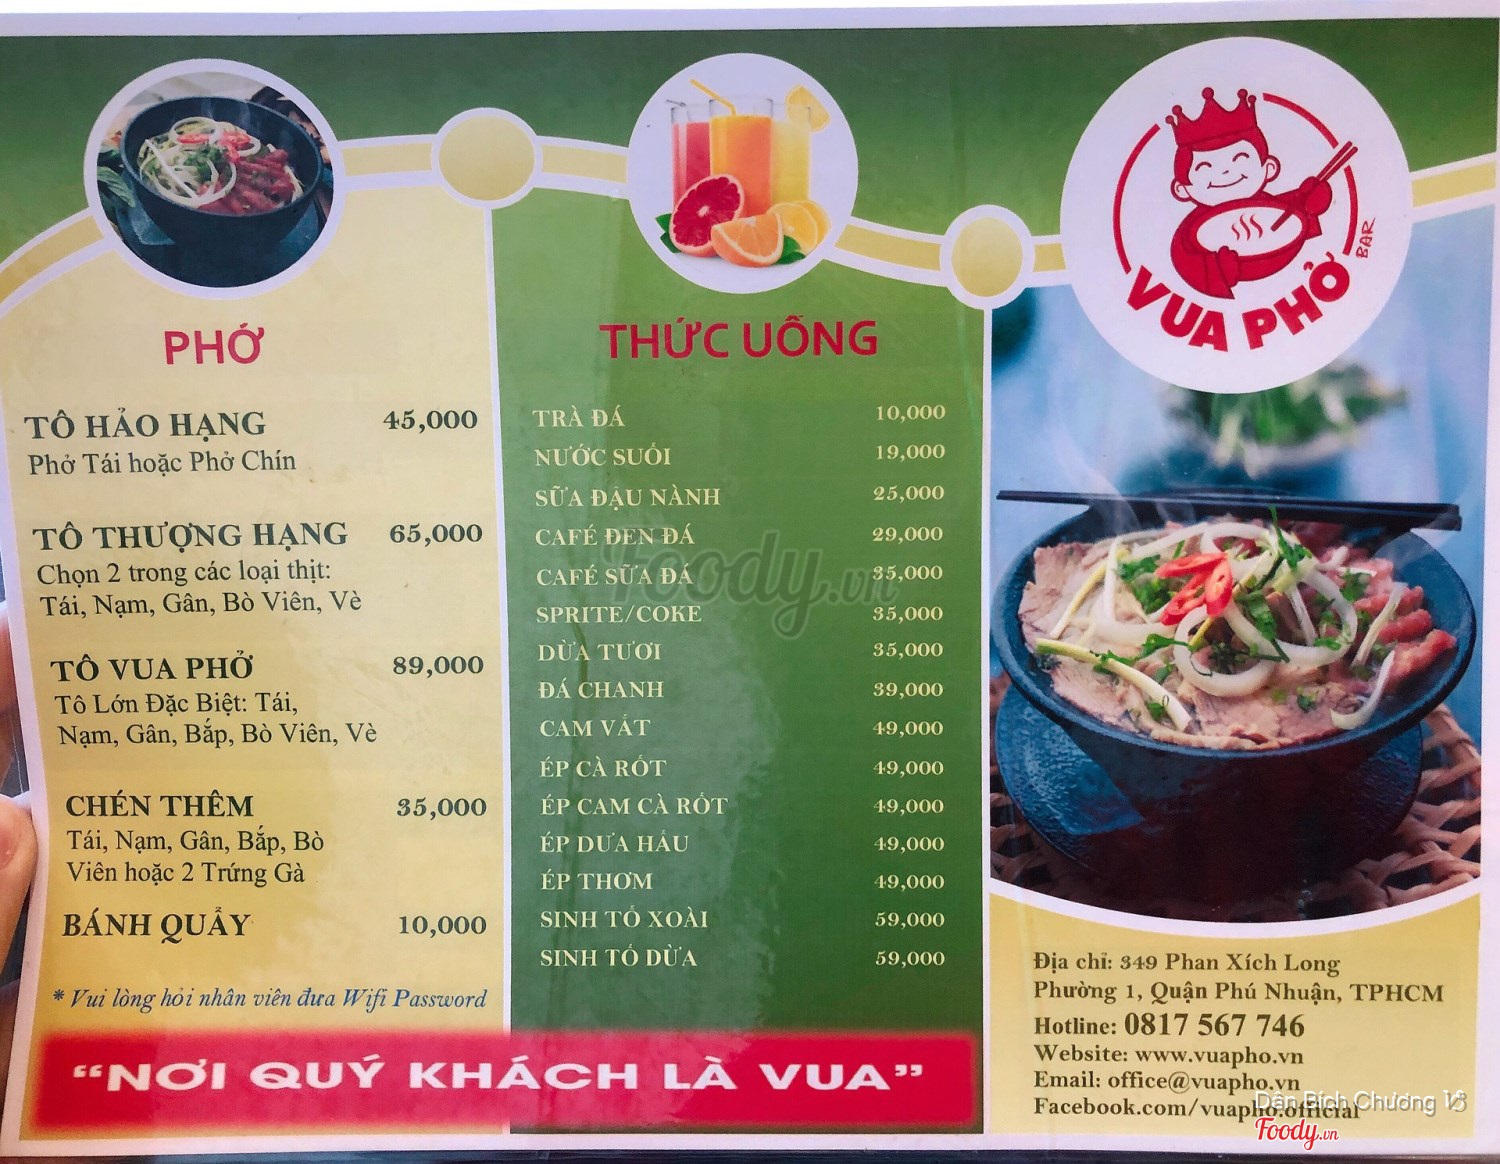 VUA PHỞ
BAR
PHỞ
TÔ HẢO HẠNG 45,000
Phở Tái hoặc Phở Chín
TÔ THƯỢNG HẠNG 65,000
Chọn 2 trong các loại thịt:
Tái, Nạm, Gân, Bò Viên, Vè
TÔ VUA PHỞ 89,000
Tô Lớn Đặc Biệt: Tái,
Nạm, Gân, Bắp, Bò Viên, Vè
CHÉN THÊM 35,000
Tái, Nạm, Gân, Bắp, Bò
Viên hoặc 2 Trứng Gà
BÁNH QUẨY 10,000
* Vui lòng hỏi nhân viên đưa Wifi Password
THỨC UỐNG
TRÀ ĐÁ 10,000
NƯỚC SUỐI 19,000
SỮA ĐẬU NÀNH 25,000
CAFÉ ĐEN ĐÁ 29,000
CAFÉ SỮA ĐÁ 35,000
SPRITE/COKE 35,000
DỪA TƯƠI 35,000
ĐÁ CHANH 39,000
CAM VẮT 49,000
ÉP CÀ RỐT 49,000
ÉP CAM CÀ RỐT 49,000
ÉP DƯA HẤU 49,000
ÉP THƠM 49,000
SINH TỐ XOÀI 59,000
SINH TỐ DỪA 59,000
Foody.vn
"NƠI QUÝ KHÁCH LÀ VUA"
Địa chỉ: 349 Phan Xích Long
Phường 1, Quận Phú Nhuận, TPHCM
Hotline: 0817 567 746
Website: www.vuapho.vn
Email: office@vuapho.vn
Facebook.com/vuapho.official
Dân Bích Chương
Foody.vn